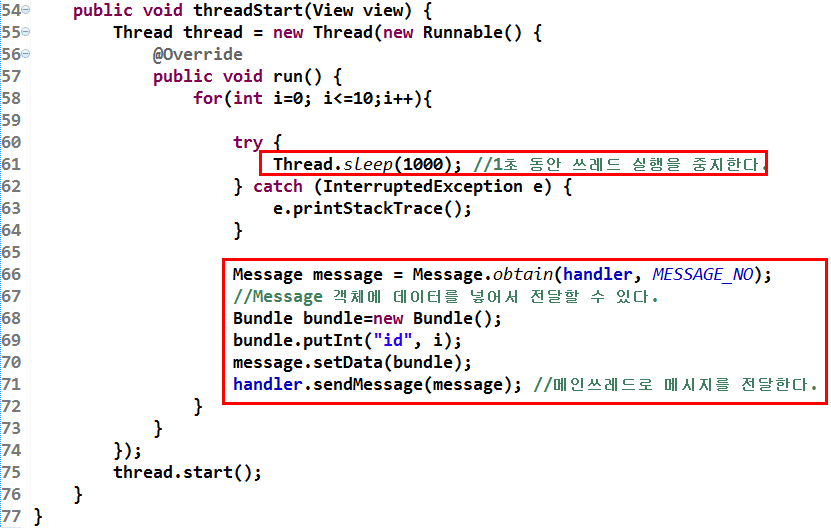 54 public void threadStart(View view) {
55 Thread thread = new Thread(new Runnable() {
56 @Override
57 public void run() {
58 for(int i=0; i<=10;i++){
59
60 try {
61 Thread.sleep(1000); //1초 동안 쓰레드 실행을 중지한다.
62 } catch (InterruptedException e) {
63 e.printStackTrace();
64 }
65
66 Message message = Message.obtain(handler, MESSAGE_NO);
67 //Message 객체에 데이터를 넣어서 전달할 수 있다.
68 Bundle bundle=new Bundle();
69 bundle.putInt("id", i);
70 message.setData(bundle);
71 handler.sendMessage(message); //메인쓰레드로 메시지를 전달한다.
72 }
73 }
74 });
75 thread.start();
76 }
77 }